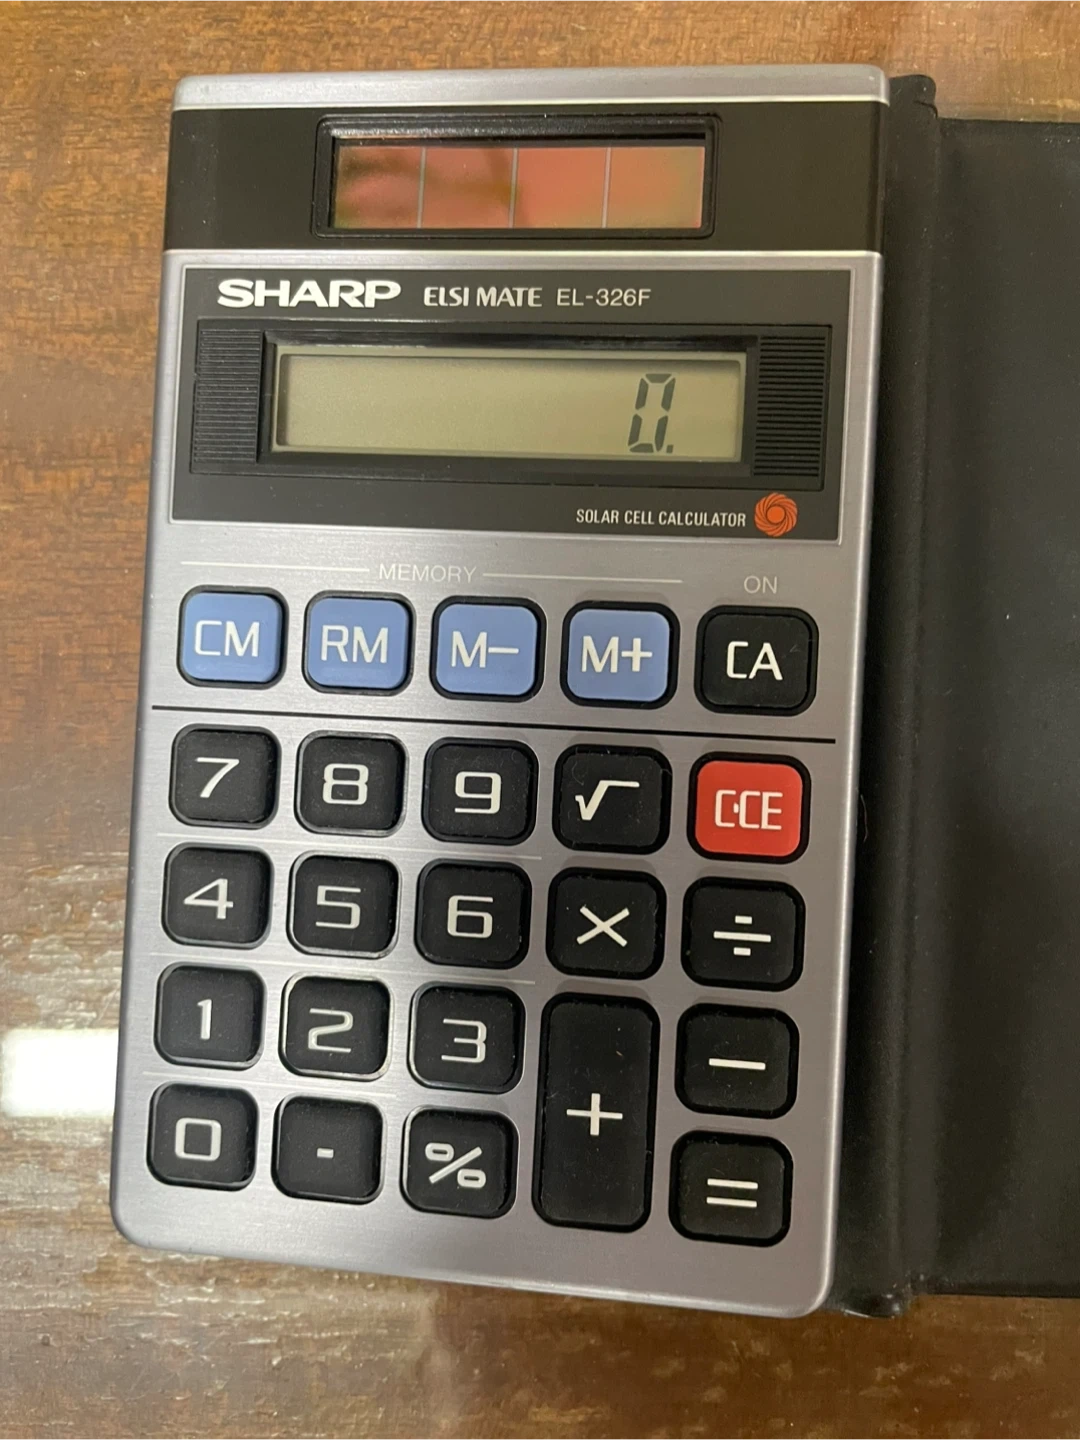 SHARP ELSI MATE EL-326F
0.
SOLAR CELL CALCULATOR
MEMORY ON
CM RM M− M+ CA
7 8 9 √ C·CE
4 5 6 × ÷
1 2 3 −
0 . % + =